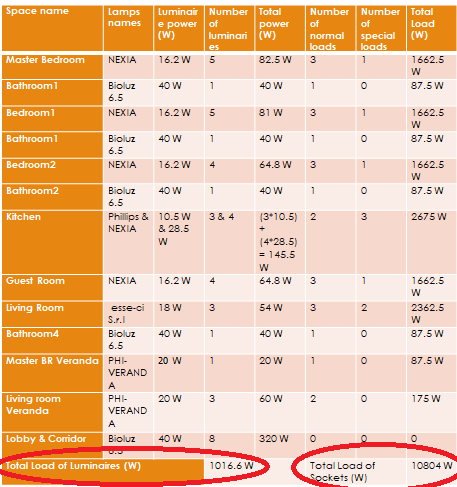 Space name Lamps names Luminair e power (W) Number of luminari es Total power (W) Number of normal loads Number of special loads Total Load (W)
Master Bedroom NEXIA 16.2 W 5 82.5 W 3 1 1662.5 W
Bathroom1 Bioluz 6.5 40 W 1 40 W 1 0 87.5 W
Bedroom1 NEXIA 16.2 W 5 81 W 3 1 1662.5 W
Bathroom1 Bioluz 6.5 40 W 1 40 W 1 0 87.5 W
Bedroom2 NEXIA 16.2 W 4 64.8 W 3 1 1662.5 W
Bathroom2 Bioluz 6.5 40 W 1 40 W 1 0 87.5 W
Kitchen Phillips & NEXIA 10.5 W & 28.5 W 3 & 4 (3*10.5) + (4*28.5) = 145.5 W 2 3 2675 W
Guest Room NEXIA 16.2 W 4 64.8 W 3 1 1662.5 W
Living Room esse-ci S.r.l 18 W 3 54 W 3 2 2362.5 W
Bathroom4 Bioluz 6.5 40 W 1 40 W 1 0 87.5 W
Master BR Veranda PHI-VERAND A 20 W 1 20 W 1 0 87.5 W
Living room Veranda PHI-VERAND A 20 W 3 60 W 2 0 175 W
Lobby & Corridor Bioluz 6.5 40 W 8 320 W 0 0 0
Total Load of Luminaires (W) 1016.6 W Total Load of Sockets (W) 10804 W